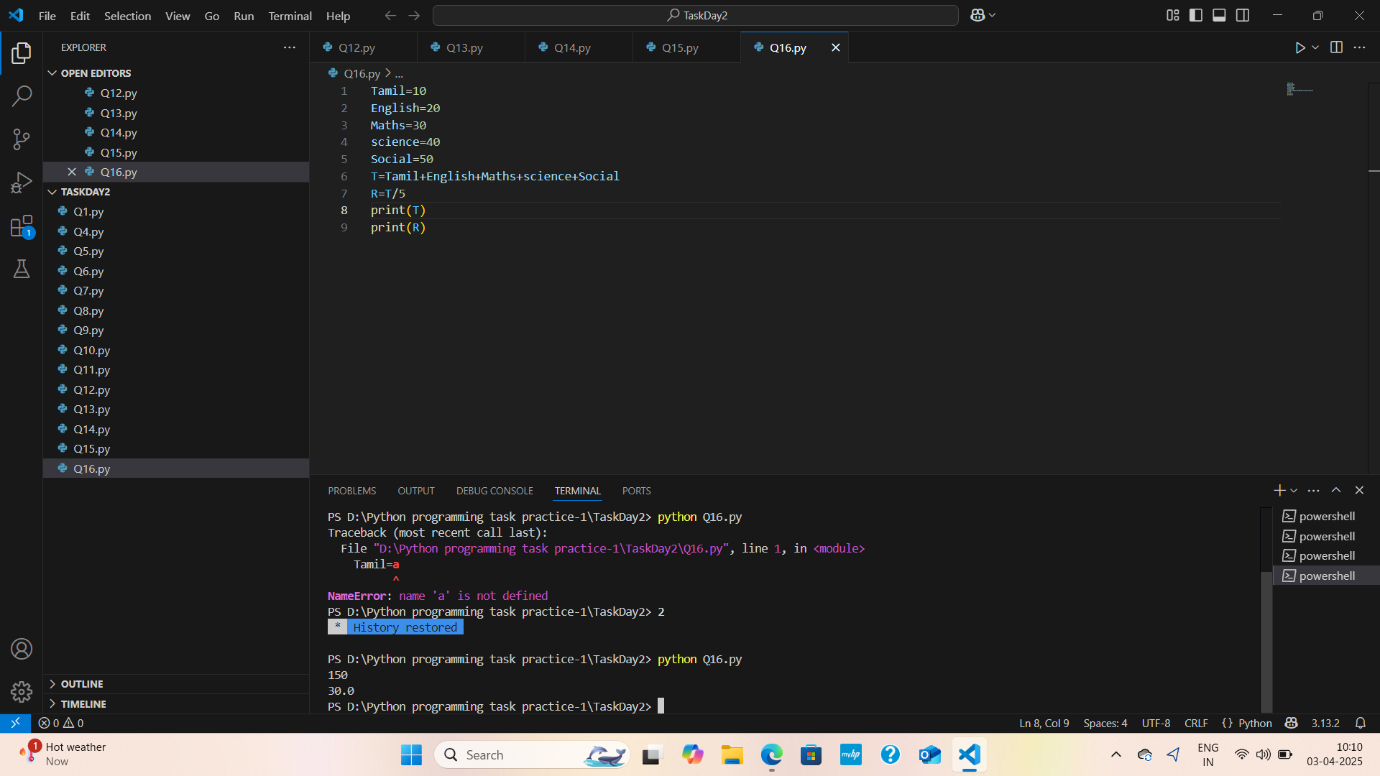 File Edit Selection View Go Run Terminal Help
TaskDay2
EXPLORER
Q12.py Q13.py Q14.py Q15.py Q16.py
OPEN EDITORS
Q12.py
Q13.py
Q14.py
Q15.py
Q16.py
TASKDAY2
Q1.py
Q4.py
Q5.py
Q6.py
Q7.py
Q8.py
Q9.py
Q10.py
Q11.py
Q12.py
Q13.py
Q14.py
Q15.py
Q16.py
OUTLINE
TIMELINE
1
Q16.py > ...
1 Tamil=10
2 English=20
3 Maths=30
4 science=40
5 Social=50
6 T=Tamil+English+Maths+science+Social
7 R=T/5
8 print(T)
9 print(R)
PROBLEMS OUTPUT DEBUG CONSOLE TERMINAL PORTS
PS D:\Python programming task practice-1\TaskDay2> python Q16.py
Traceback (most recent call last):
  File "D:\Python programming task practice-1\TaskDay2\Q16.py", line 1, in <module>
    Tamil=a
          ^
NameError: name 'a' is not defined
PS D:\Python programming task practice-1\TaskDay2> 2
* History restored
PS D:\Python programming task practice-1\TaskDay2> python Q16.py
150
30.0
PS D:\Python programming task practice-1\TaskDay2>
powershell
powershell
powershell
powershell
0 0
Ln 8, Col 9 Spaces: 4 UTF-8 CRLF {} Python 3.13.2
1
Hot weather
Now
Search
myhp
ENG
IN
10:10
03-04-2025